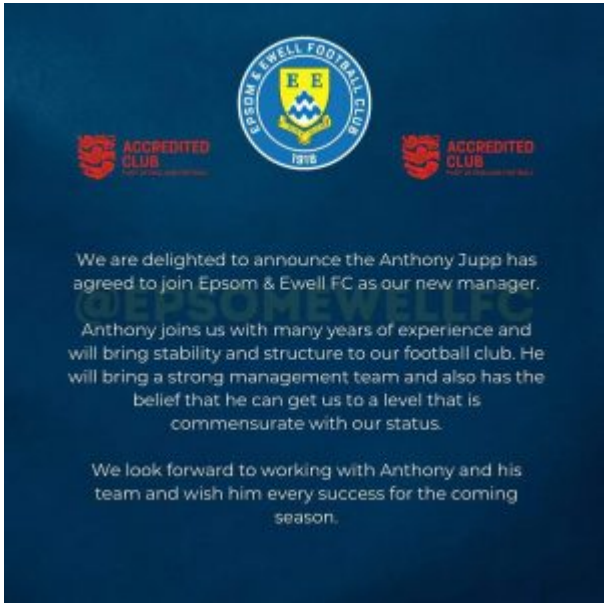 EPSOM & EWELL FOOTBALL CLUB
E E
1918
ACCREDITED
CLUB
ACCREDITED
CLUB
We are delighted to announce the Anthony Jupp has
agreed to join Epsom & Ewell FC as our new manager.
@EPSOMEWELLFC
Anthony joins us with many years of experience and
will bring stability and structure to our football club. He
will bring a strong management team and also has the
belief that he can get us to a level that is
commensurate with our status.
We look forward to working with Anthony and his
team and wish him every success for the coming
season.